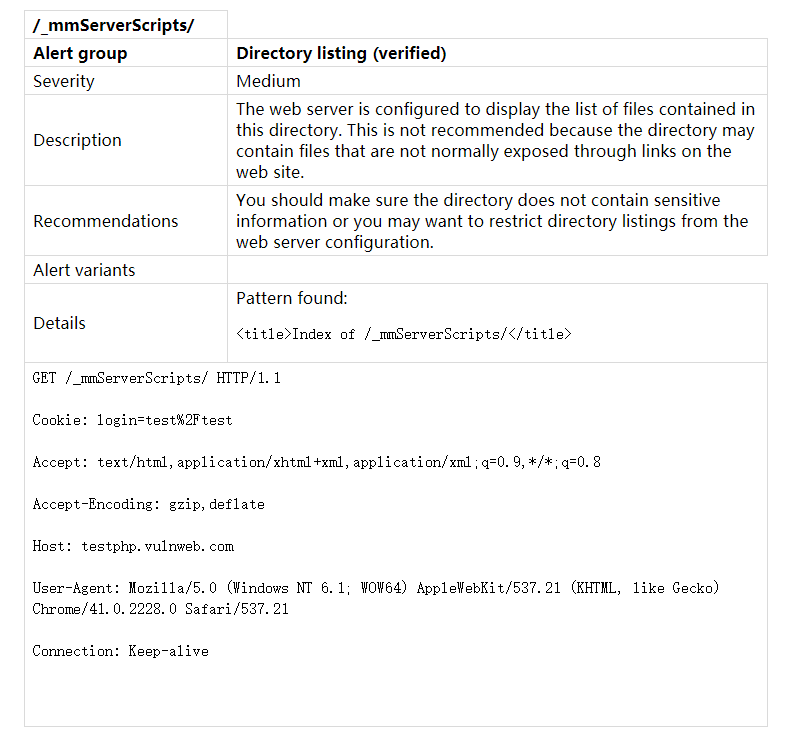 /_mmServerScripts/
Alert group
Directory listing (verified)
Severity
Medium
Description
The web server is configured to display the list of files contained in
this directory. This is not recommended because the directory may
contain files that are not normally exposed through links on the
web site.
Recommendations
You should make sure the directory does not contain sensitive
information or you may want to restrict directory listings from the
web server configuration.
Alert variants
Details
Pattern found:
<title>Index of /_mmServerScripts/</title>
GET /_mmServerScripts/ HTTP/1.1
Cookie: login=test%2Ftest
Accept: text/html,application/xhtml+xml,application/xml;q=0.9,*/*;q=0.8
Accept-Encoding: gzip,deflate
Host: testphp.vulnweb.com
User-Agent: Mozilla/5.0 (Windows NT 6.1; WOW64) AppleWebKit/537.21 (KHTML, like Gecko)
Chrome/41.0.2228.0 Safari/537.21
Connection: Keep-alive